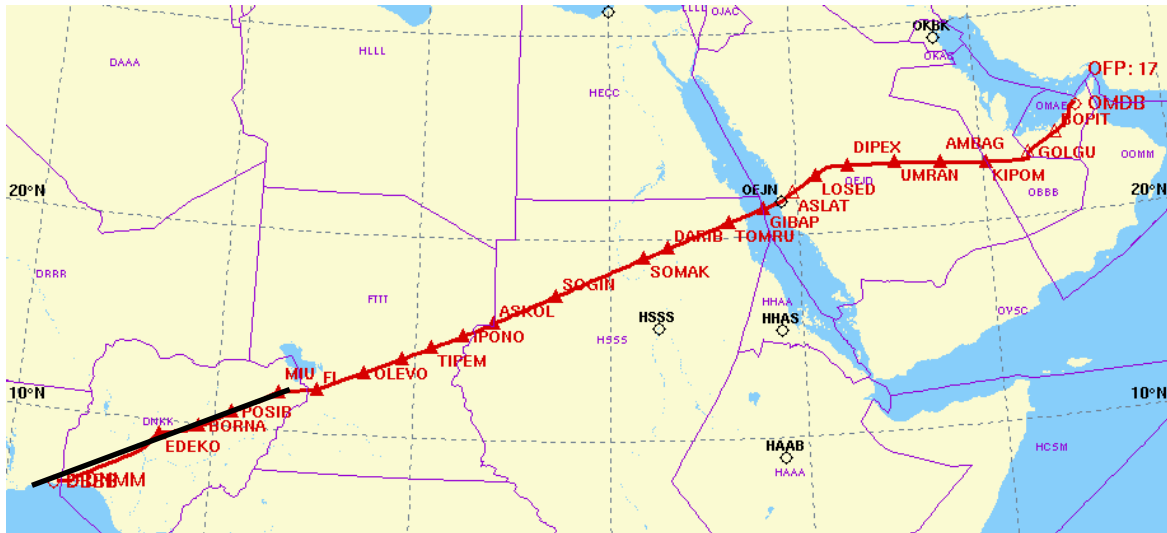 OJAC
LLLL
OKBK
DAAA
HLLL
OKAC
OFP: 17
HECC
OMAE
OMDB
BOPIT
DIPEX
AMBAG
GOLGU
OOMM
20°N
OEJN
LOSED
OEJD
UMRAN
KIPOM
OBBB
20°N
ASLAT
GIBAP
DARIB
TOMRU
DRRR
FTTT
SOGIN
SOMAK
HHAA
OYSC
ASKOL
HSSS
HHAS
HSSS
IPONO
TIPEM
MIU
FL
OLEVO
10°N
10°N
POSIB
DNKK
BORNA
EDEKO
HAAB
HCSM
HAAA